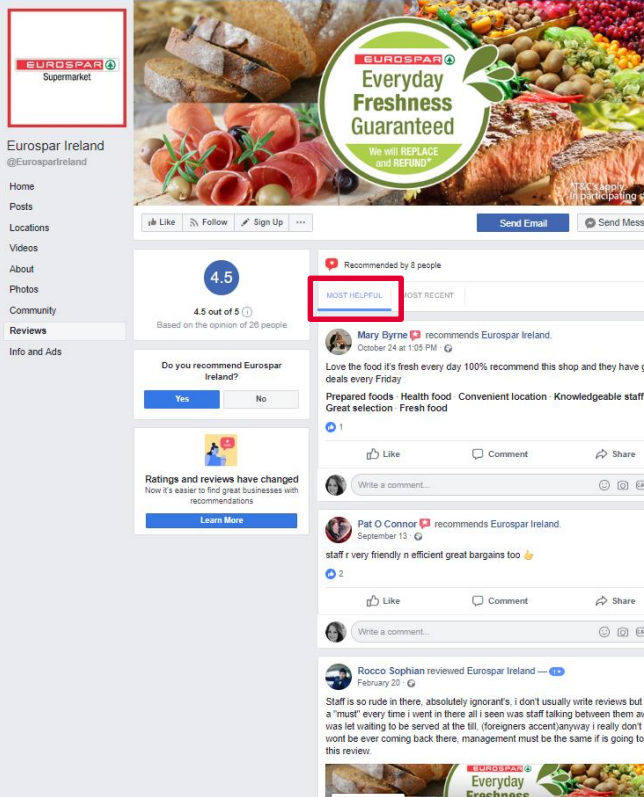 EUROSPAR
Supermarket
Eurospar Ireland
@EurosparIreland
Home
Posts
Locations
Videos
About
Photos
Community
Reviews
Info and Ads
EUROSPAR
Everyday
Freshness
Guaranteed
We will REPLACE
and REFUND*
*T&C's apply.
In participating
Like
Follow
Sign Up
Send Email
Send
4.5
4.5 out of 5
Based on the opinion of 26 people
Do you recommend Eurospar
Ireland?
Yes
No
Ratings and reviews have changed
Now it's easier to find great businesses with
recommendations
Learn More
Recommended by 8 people
MOST HELPFUL
MOST RECENT
Mary Byrne recommends Eurospar Ireland.
October 24 at 1:05 PM ·
Love the food it's fresh every day 100% recommend this shop and they have
deals every Friday
Prepared foods · Health food · Convenient location · Knowledgeable staff
Great selection · Fresh food
1
Like
Comment
Share
Write a comment...
Pat O Connor recommends Eurospar Ireland.
September 13 ·
staff r very friendly n efficient great bargains too
2
Like
Comment
Share
Write a comment...
Rocco Sophian reviewed Eurospar Ireland — 1
February 20 ·
Staff is so rude in there, absolutely ignorant's, i don't usually write reviews but
a "must" every time i went in there all i seen was staff talking between them
was let waiting to be served at the till, (foreigners accent)anyway i really don't
wont be ever coming back there, management must be the same if is going to
this review.
EUROSPAR
Everyday
Freshness